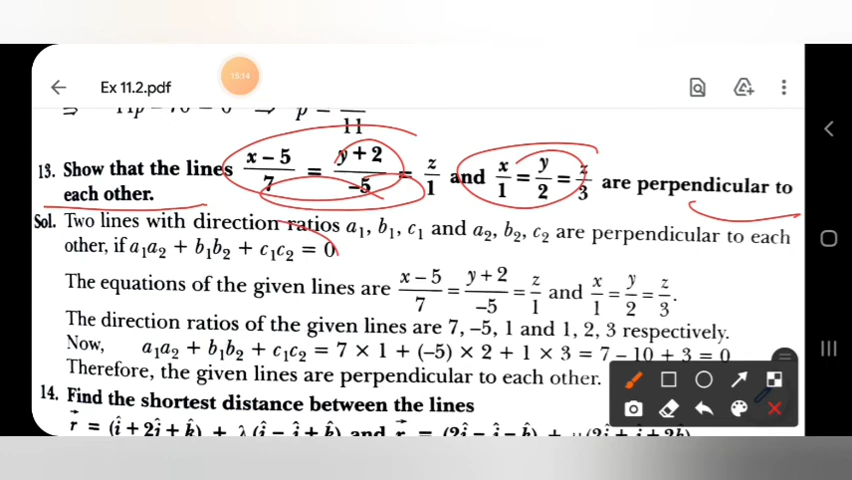 Ex 11.2.pdf
15:14
11
13. Show that the lines (x − 5)/7 = (y + 2)/−5 = z/1 and x/1 = y/2 = z/3 are perpendicular to
each other.
Sol. Two lines with direction ratios a₁, b₁, c₁ and a₂, b₂, c₂ are perpendicular to each
other, if a₁a₂ + b₁b₂ + c₁c₂ = 0
The equations of the given lines are (x − 5)/7 = (y + 2)/−5 = z/1 and x/1 = y/2 = z/3.
The direction ratios of the given lines are 7, −5, 1 and 1, 2, 3 respectively.
Now, a₁a₂ + b₁b₂ + c₁c₂ = 7 × 1 + (−5) × 2 + 1 × 3 = 7 − 10 + 3 = 0
Therefore, the given lines are perpendicular to each other.
14. Find the shortest distance between the lines